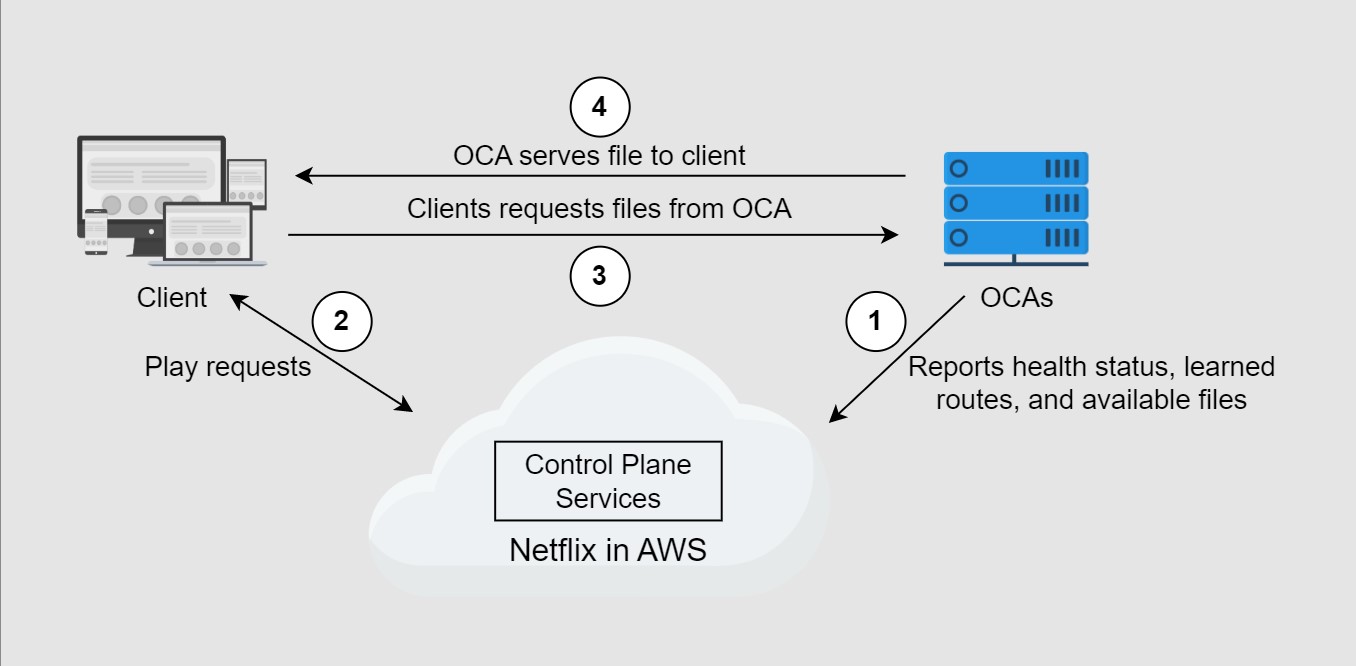 4
OCA serves file to client
Clients requests files from OCA
3
Client
OCAs
2
1
Play requests
Reports health status, learned
routes, and available files
Control Plane
Services
Netflix in AWS